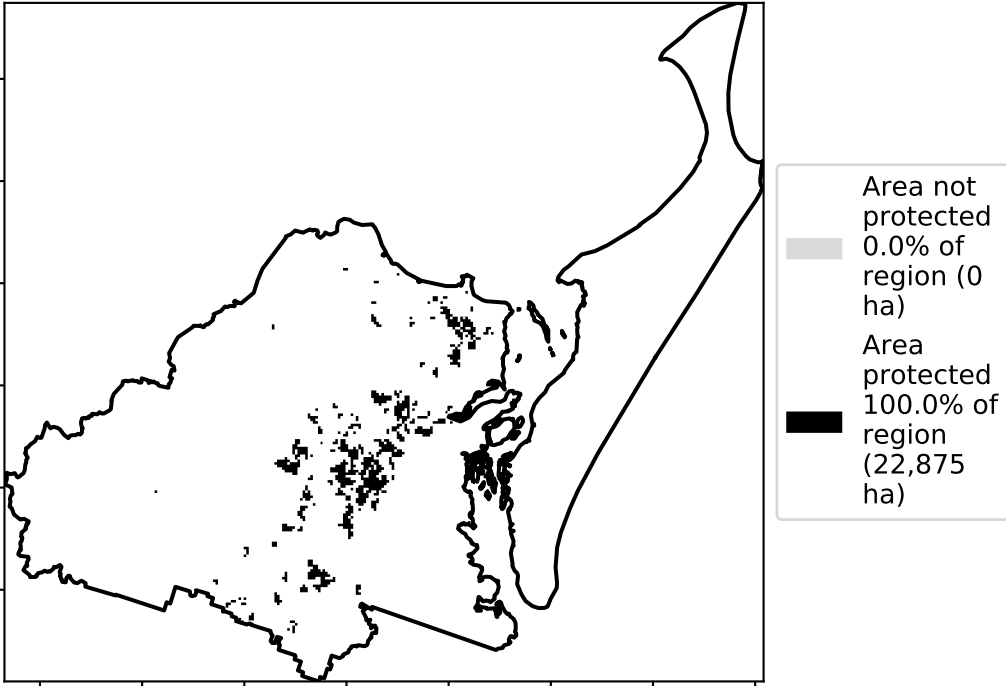 Area not
protected
0.0% of
region (0
ha)
Area
protected
100.0% of
region
(22,875
ha)